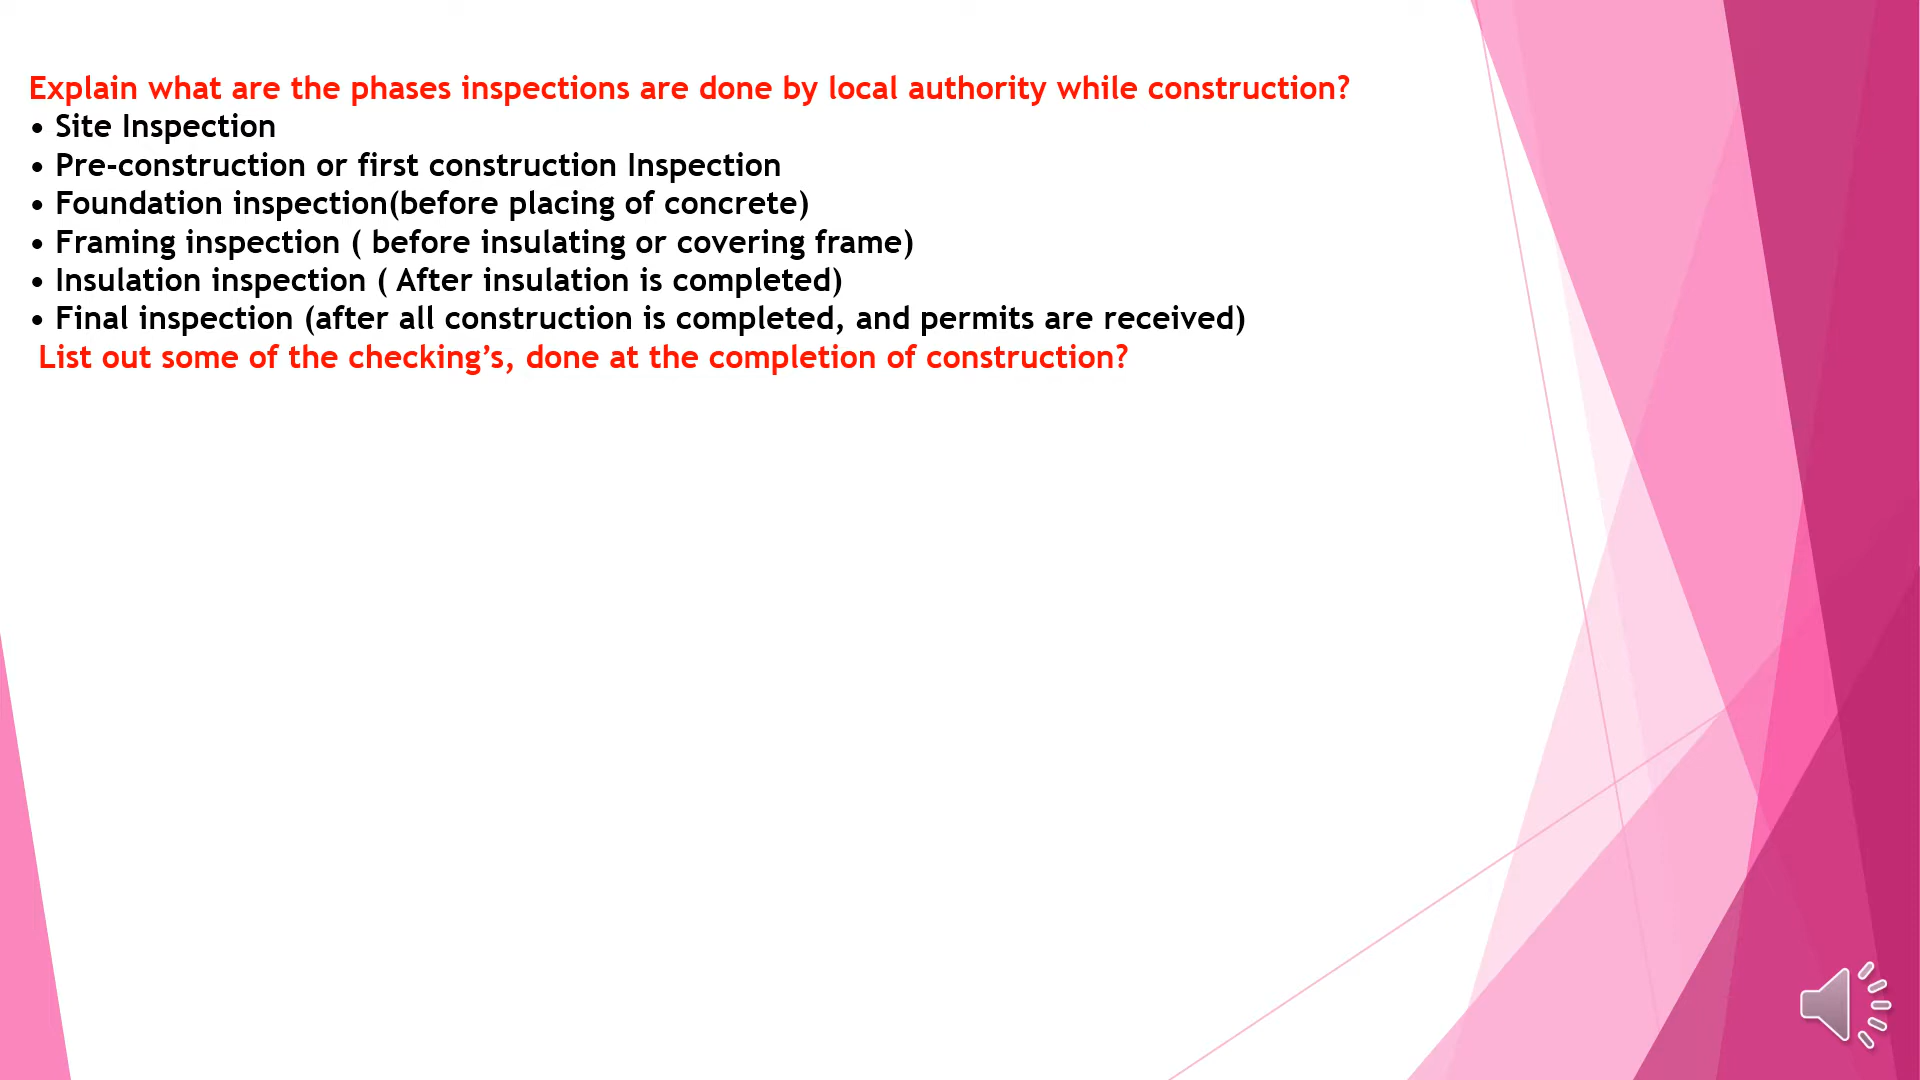 Explain what are the phases inspections are done by local authority while construction?
• Site Inspection
• Pre-construction or first construction Inspection
• Foundation inspection(before placing of concrete)
• Framing inspection ( before insulating or covering frame)
• Insulation inspection ( After insulation is completed)
• Final inspection (after all construction is completed, and permits are received)
List out some of the checking’s, done at the completion of construction?